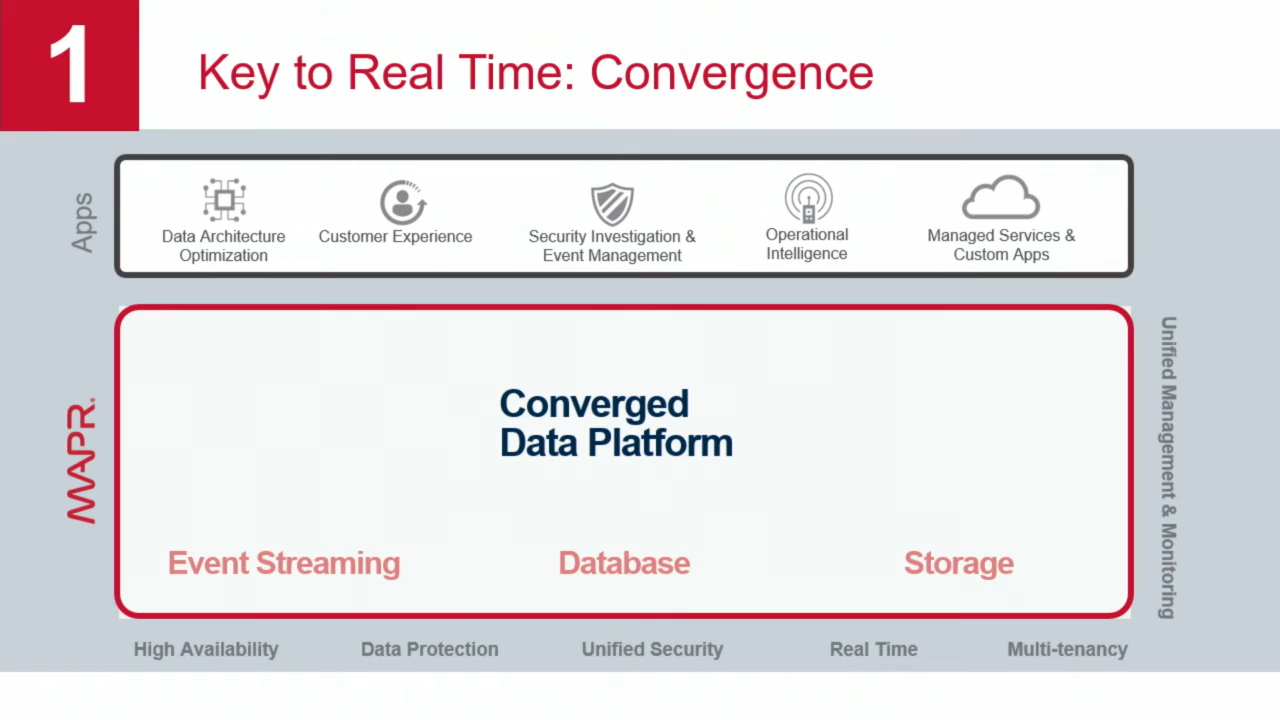 1
Key to Real Time: Convergence
Apps
Data Architecture
Optimization
Customer Experience
Security Investigation &
Event Management
Operational
Intelligence
Managed Services &
Custom Apps
MAPR
Converged
Data Platform
Event Streaming
Database
Storage
Unified Management & Monitoring
High Availability
Data Protection
Unified Security
Real Time
Multi-tenancy